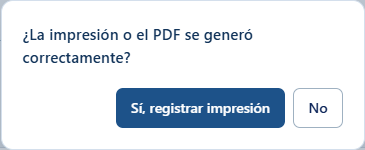 ¿La impresión o el PDF se generó
correctamente?
Sí, registrar impresión
No